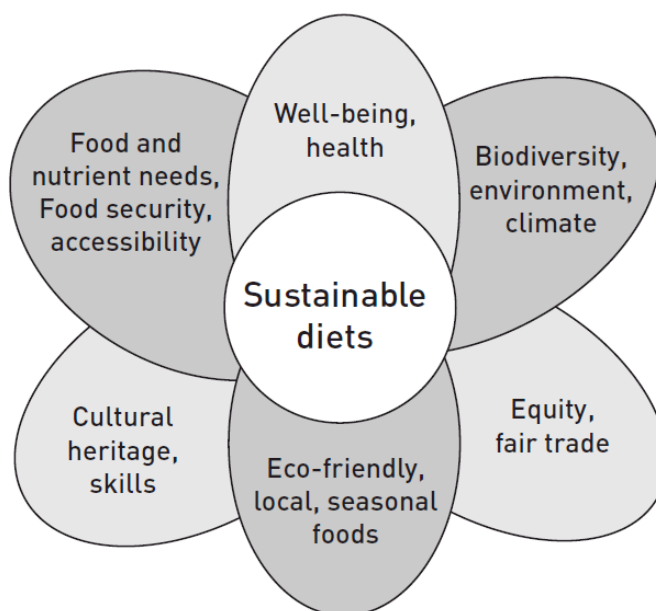 Well-being,
health
Food and
nutrient needs,
Food security,
accessibility
Biodiversity,
environment,
climate
Sustainable
diets
Cultural
heritage,
skills
Equity,
fair trade
Eco-friendly,
local, seasonal
foods